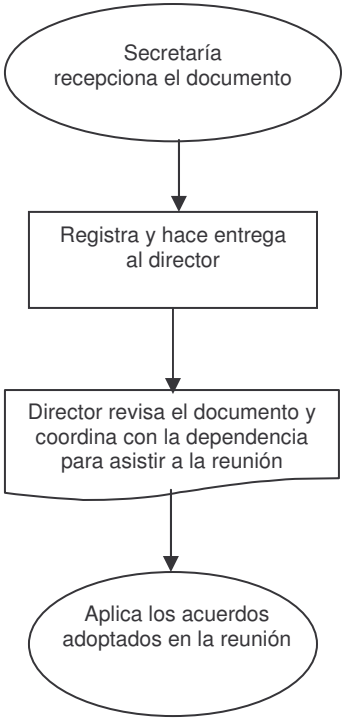 Secretaría
recepciona el documento
Registra y hace entrega
al director
Director revisa el documento y
coordina con la dependencia
para asistir a la reunión
Aplica los acuerdos
adoptados en la reunión